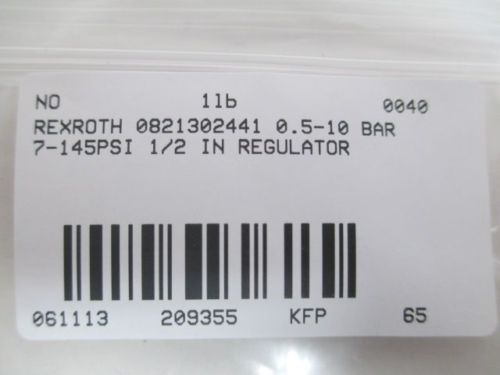 NO 1lb 0040
REXROTH 0821302441 0.5-10 BAR
7-145PSI 1/2 IN REGULATOR
061113 209355 KFP 65